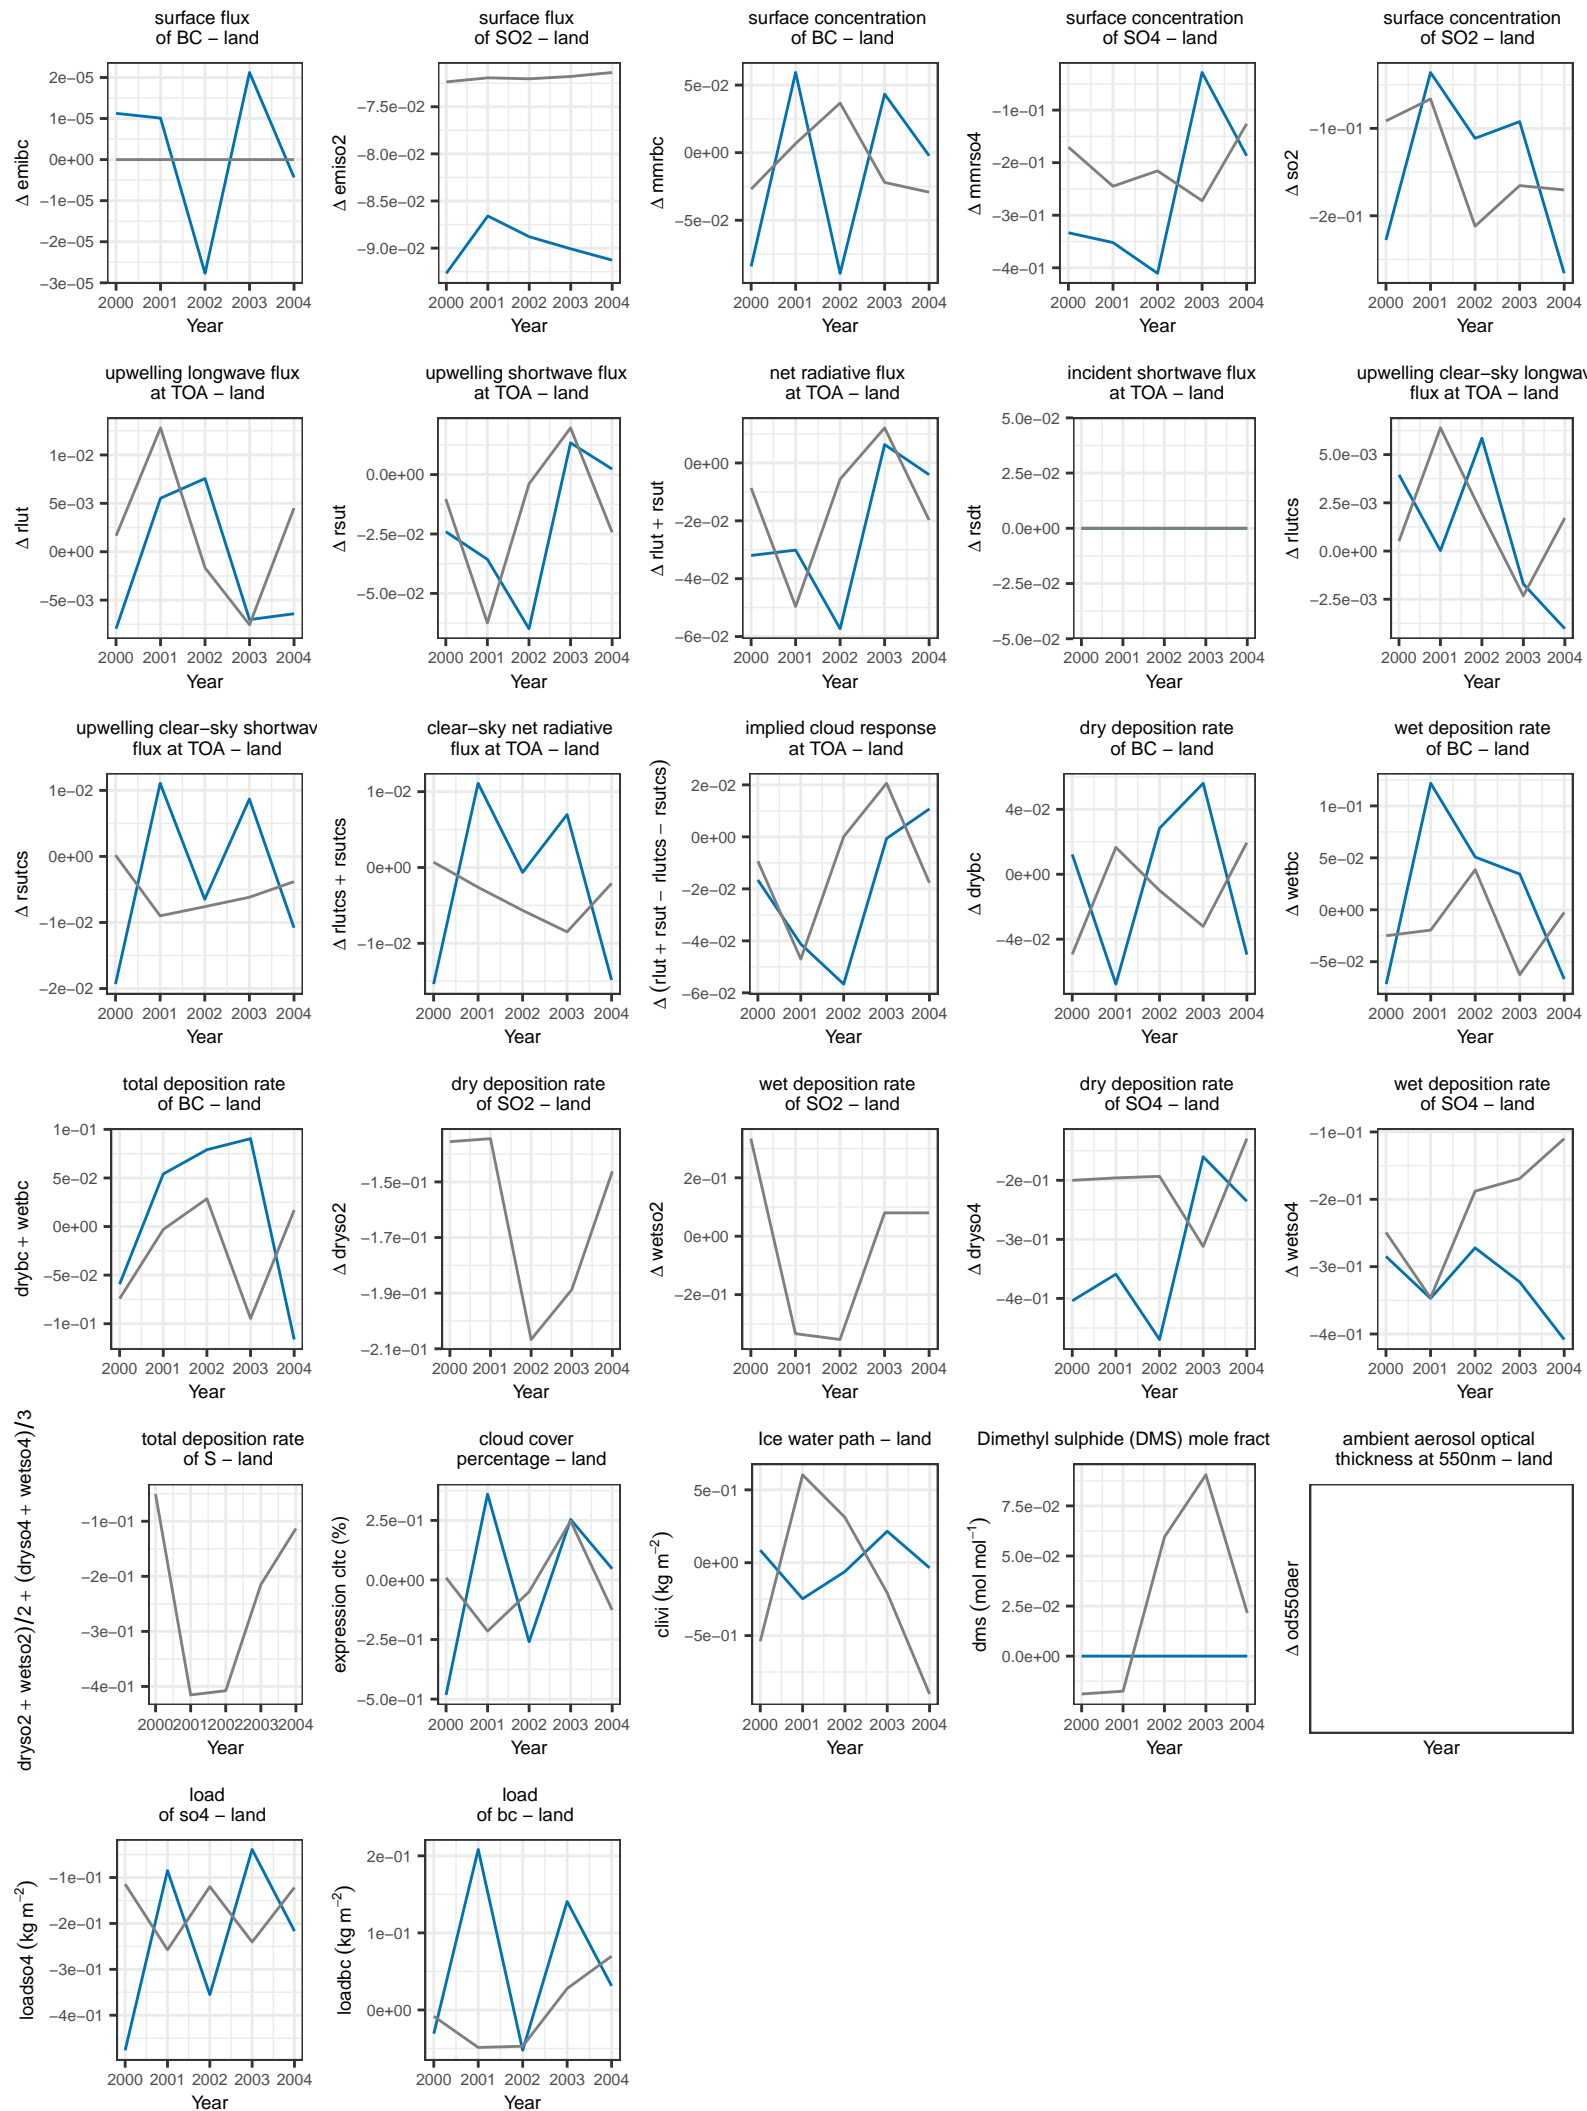 surface flux
of BC − land
Δ emibc
2e−05
1e−05
0e+00
−1e−05
−2e−05
−3e−05
2000 2001 2002 2003 2004
Year
surface flux
of SO2 − land
Δ emiso2
−7.5e−02
−8.0e−02
−8.5e−02
−9.0e−02
2000 2001 2002 2003 2004
Year
surface concentration
of BC − land
Δ mmrbc
5e−02
0e+00
−5e−02
2000 2001 2002 2003 2004
Year
surface concentration
of SO4 − land
Δ mmrso4
−1e−01
−2e−01
−3e−01
−4e−01
2000 2001 2002 2003 2004
Year
surface concentration
of SO2 − land
Δ so2
−1e−01
−2e−01
2000 2001 2002 2003 2004
Year
upwelling longwave flux
at TOA − land
Δ rlut
1e−02
5e−03
0e+00
−5e−03
2000 2001 2002 2003 2004
Year
upwelling shortwave flux
at TOA − land
Δ rsut
0.0e+00
−2.5e−02
−5.0e−02
2000 2001 2002 2003 2004
Year
net radiative flux
at TOA − land
Δ rlut + rsut
0e+00
−2e−02
−4e−02
−6e−02
2000 2001 2002 2003 2004
Year
incident shortwave flux
at TOA − land
Δ rsdt
5.0e−02
2.5e−02
0.0e+00
−2.5e−02
−5.0e−02
2000 2001 2002 2003 2004
Year
upwelling clear−sky longwav
flux at TOA − land
Δ rlutcs
5.0e−03
2.5e−03
0.0e+00
−2.5e−03
2000 2001 2002 2003 2004
Year
upwelling clear−sky shortwav
flux at TOA − land
Δ rsutcs
1e−02
0e+00
−1e−02
−2e−02
2000 2001 2002 2003 2004
Year
clear−sky net radiative
flux at TOA − land
Δ rlutcs + rsutcs
1e−02
0e+00
−1e−02
2000 2001 2002 2003 2004
Year
implied cloud response
at TOA − land
Δ (rlut + rsut − rlutcs − rsutcs)
2e−02
0e+00
−2e−02
−4e−02
−6e−02
2000 2001 2002 2003 2004
Year
dry deposition rate
of BC − land
Δ drybc
4e−02
0e+00
−4e−02
2000 2001 2002 2003 2004
Year
wet deposition rate
of BC − land
Δ wetbc
1e−01
5e−02
0e+00
−5e−02
2000 2001 2002 2003 2004
Year
total deposition rate
of BC − land
drybc + wetbc
1e−01
5e−02
0e+00
−5e−02
−1e−01
2000 2001 2002 2003 2004
Year
dry deposition rate
of SO2 − land
Δ dryso2
−1.5e−01
−1.7e−01
−1.9e−01
−2.1e−01
2000 2001 2002 2003 2004
Year
wet deposition rate
of SO2 − land
Δ wetso2
2e−01
0e+00
−2e−01
2000 2001 2002 2003 2004
Year
dry deposition rate
of SO4 − land
Δ dryso4
−2e−01
−3e−01
−4e−01
2000 2001 2002 2003 2004
Year
wet deposition rate
of SO4 − land
Δ wetso4
−1e−01
−2e−01
−3e−01
−4e−01
2000 2001 2002 2003 2004
Year
total deposition rate
of S − land
dryso2 + wetso2)/2 + (dryso4 + wetso4)/3
−1e−01
−2e−01
−3e−01
−4e−01
2000 2001 2002 2003 2004
Year
cloud cover
percentage − land
expression cltc (%)
2.5e−01
0.0e+00
−2.5e−01
−5.0e−01
2000 2001 2002 2003 2004
Year
Ice water path − land
clivi (kg m⁻²)
5e−01
0e+00
−5e−01
2000 2001 2002 2003 2004
Year
Dimethyl sulphide (DMS) mole fract
dms (mol mol⁻¹)
7.5e−02
5.0e−02
2.5e−02
0.0e+00
2000 2001 2002 2003 2004
Year
ambient aerosol optical
thickness at 550nm − land
Δ od550aer
Year
load
of so4 − land
loadso4 (kg m⁻²)
−1e−01
−2e−01
−3e−01
−4e−01
2000 2001 2002 2003 2004
Year
load
of bc − land
loadbc (kg m⁻²)
2e−01
1e−01
0e+00
2000 2001 2002 2003 2004
Year